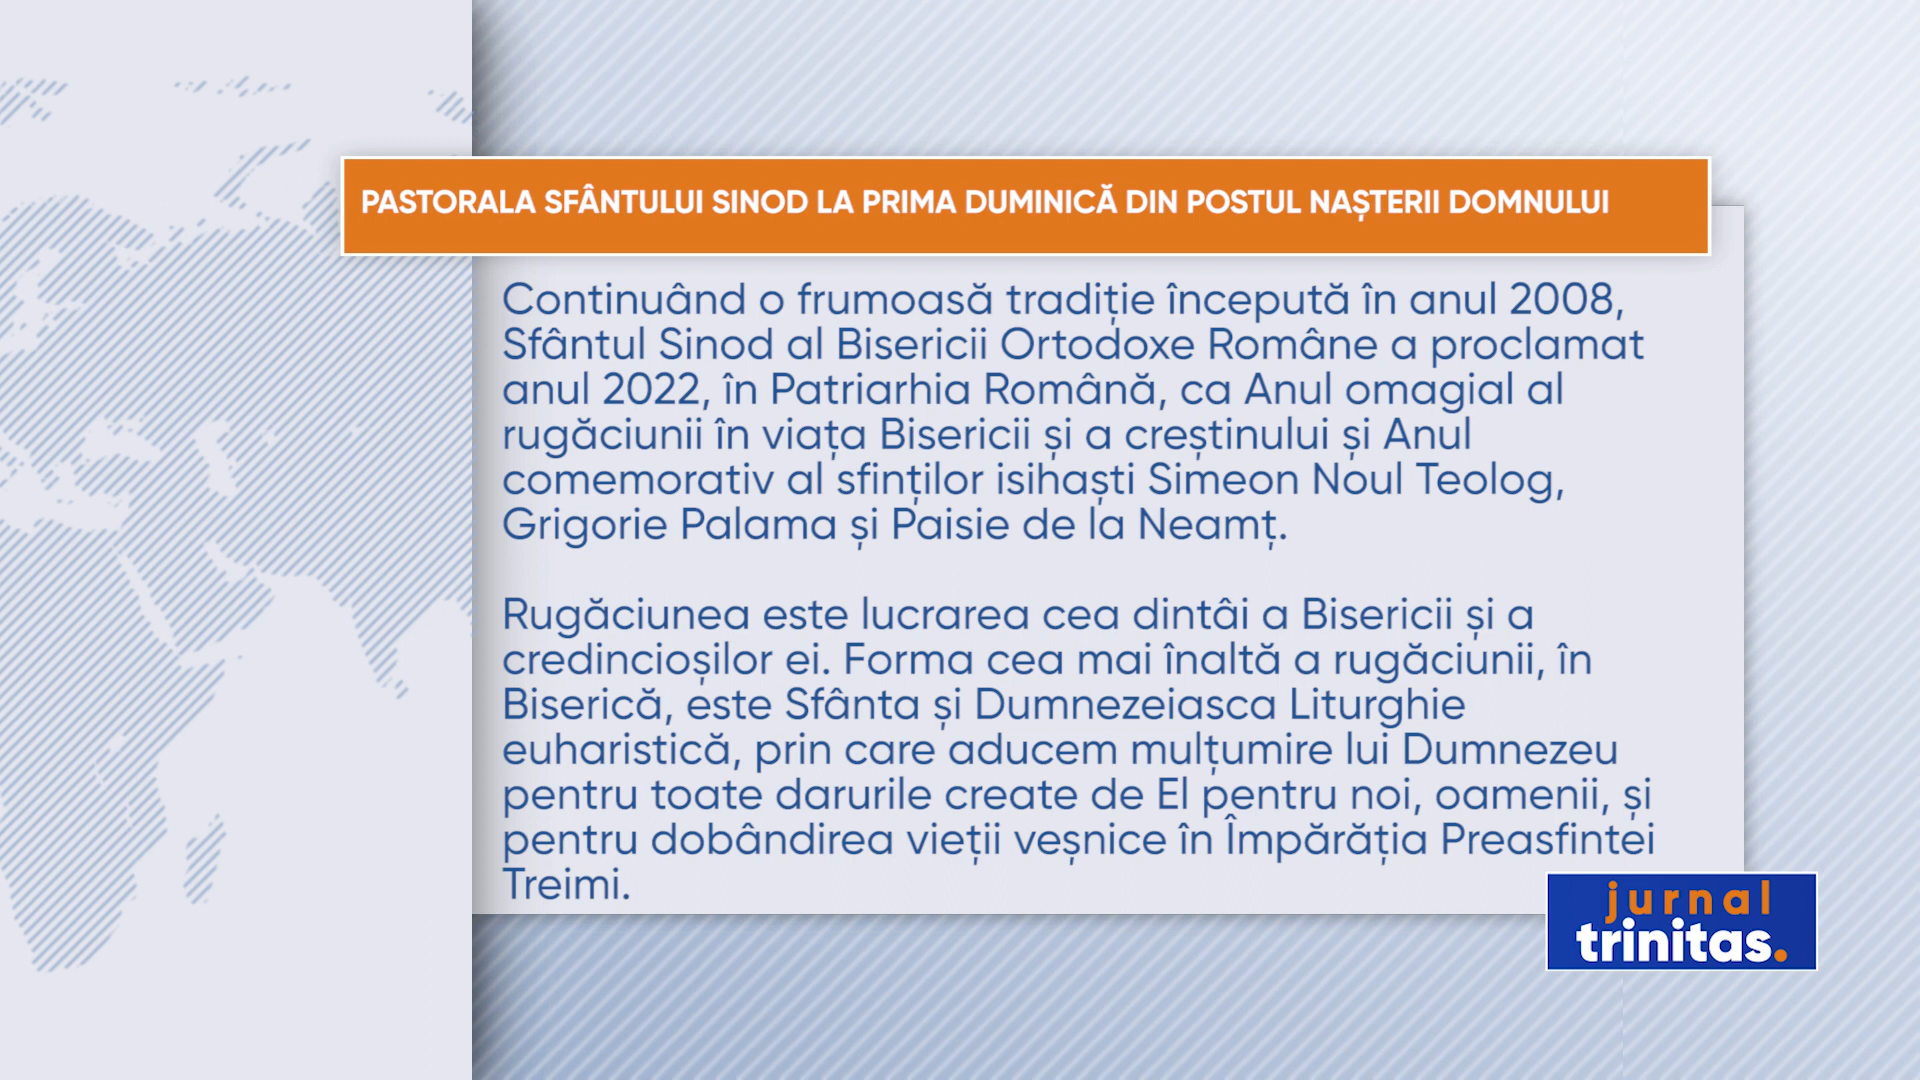 PASTORALA SFÂNTULUI SINOD LA PRIMA DUMINICĂ DIN POSTUL NAȘTERII DOMNULUI
Continuând o frumoasă tradiție începută în anul 2008,
Sfântul Sinod al Bisericii Ortodoxe Române a proclamat
anul 2022, în Patriarhia Română, ca Anul omagial al
rugăciunii în viața Bisericii și a creștinului și Anul
comemorativ al sfinților isihaști Simeon Noul Teolog,
Grigorie Palama și Paisie de la Neamț.
Rugăciunea este lucrarea cea dintâi a Bisericii și a
credincioșilor ei. Forma cea mai înaltă a rugăciunii, în
Biserică, este Sfânta și Dumnezeiasca Liturghie
euharistică, prin care aducem mulțumire lui Dumnezeu
pentru toate darurile create de El pentru noi, oamenii, și
pentru dobândirea vieții veșnice în Împărăția Preasfintei
Treimi.
jurnal
trinitas.